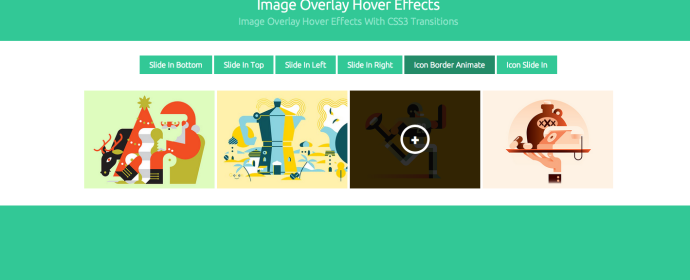 Image Overlay Hover Effects
Image Overlay Hover Effects With CSS3 Transitions
Slide In Bottom
Slide In Top
Slide In Left
Slide In Right
Icon Border Animate
Icon Slide In
+
XXX